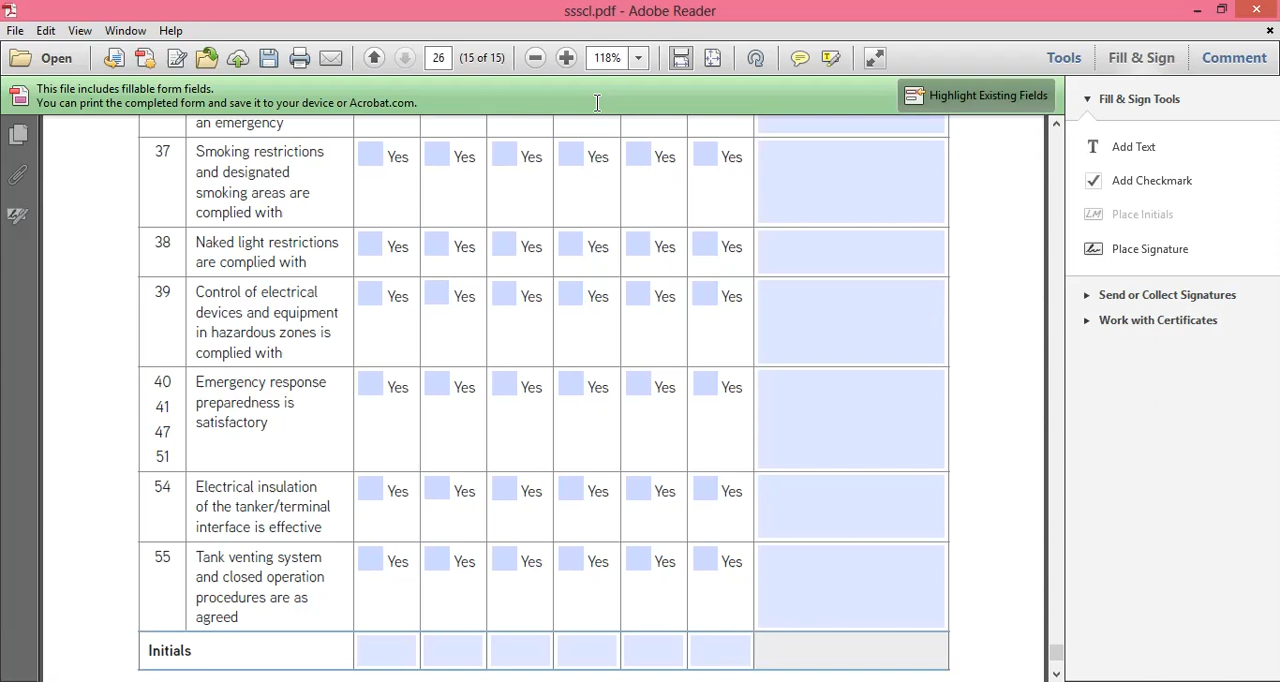 ssscl.pdf - Adobe Reader
File Edit View Window Help
Open 26 (15 of 15) 118% Tools Fill & Sign Comment
This file includes fillable form fields.
You can print the completed form and save it to your device or Acrobat.com.
Highlight Existing Fields
Fill & Sign Tools
T Add Text
Add Checkmark
LM Place Initials
Place Signature
Send or Collect Signatures
Work with Certificates
an emergency
37 Smoking restrictions Yes Yes Yes Yes Yes Yes
and designated
smoking areas are
complied with
38 Naked light restrictions Yes Yes Yes Yes Yes Yes
are complied with
39 Control of electrical Yes Yes Yes Yes Yes Yes
devices and equipment
in hazardous zones is
complied with
40 Emergency response Yes Yes Yes Yes Yes Yes
41 preparedness is
47 satisfactory
51
54 Electrical insulation Yes Yes Yes Yes Yes Yes
of the tanker/terminal
interface is effective
55 Tank venting system Yes Yes Yes Yes Yes Yes
and closed operation
procedures are as
agreed
Initials